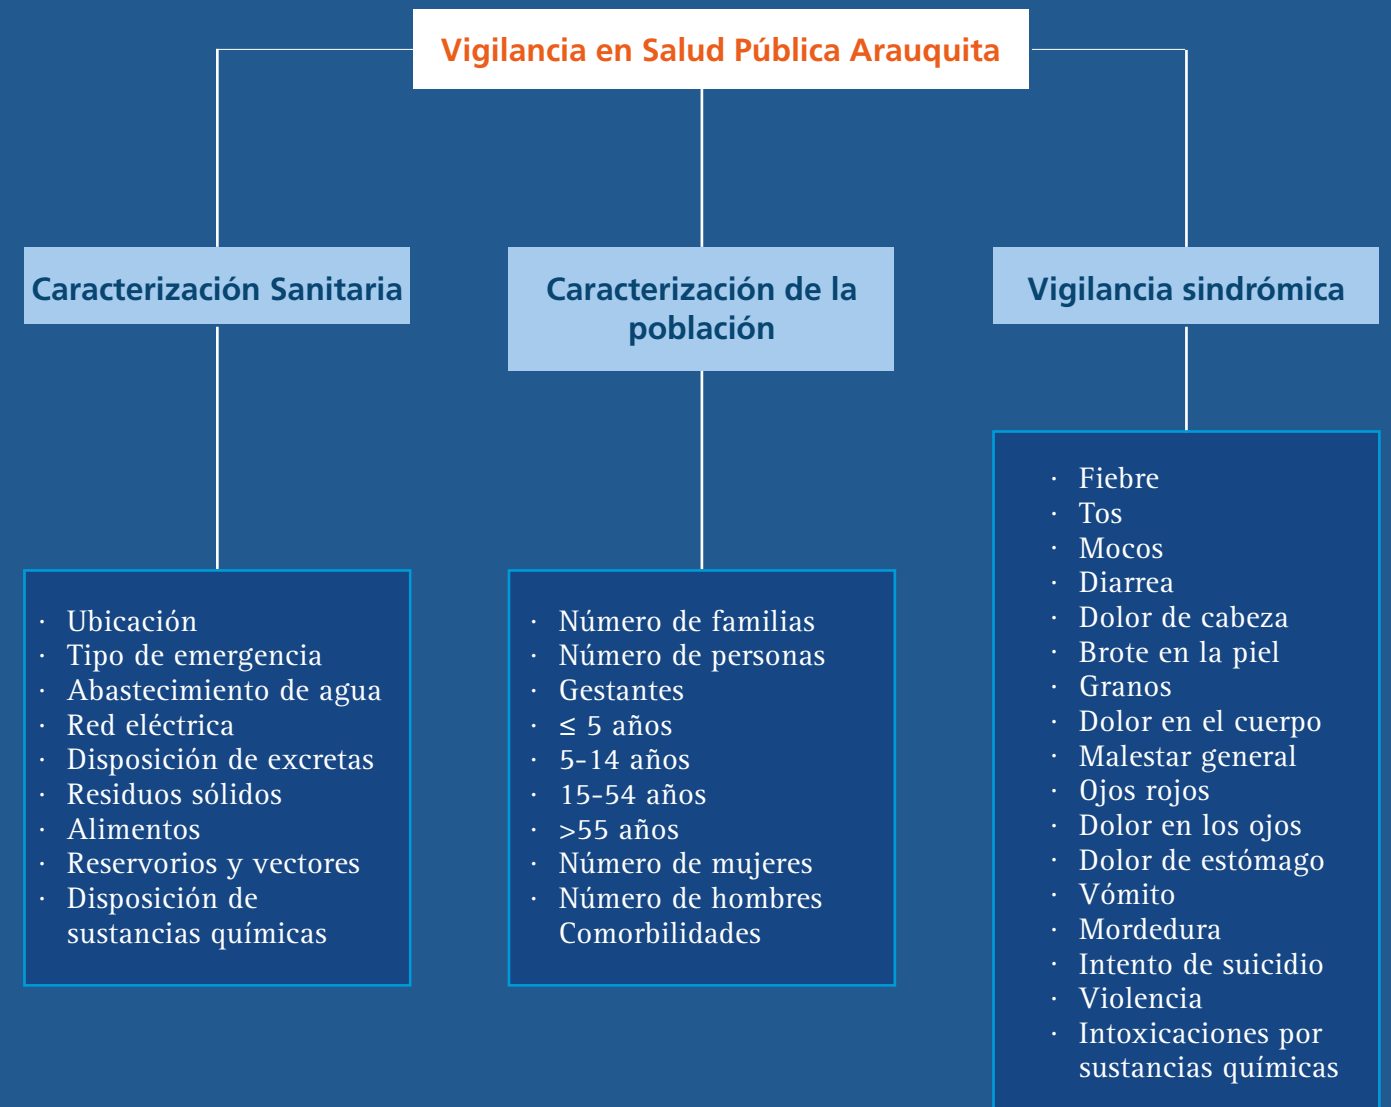 Vigilancia en Salud Pública Arauquita
Caracterización Sanitaria
· Ubicación
· Tipo de emergencia
· Abastecimiento de agua
· Red eléctrica
· Disposición de excretas
· Residuos sólidos
· Alimentos
· Reservorios y vectores
· Disposición de
sustancias químicas
Caracterización de la
población
· Número de familias
· Número de personas
· Gestantes
· ≤ 5 años
· 5-14 años
· 15-54 años
· >55 años
· Número de mujeres
· Número de hombres
Comorbilidades
Vigilancia sindrómica
· Fiebre
· Tos
· Mocos
· Diarrea
· Dolor de cabeza
· Brote en la piel
· Granos
· Dolor en el cuerpo
· Malestar general
· Ojos rojos
· Dolor en los ojos
· Dolor de estómago
· Vómito
· Mordedura
· Intento de suicidio
· Violencia
· Intoxicaciones por
sustancias químicas